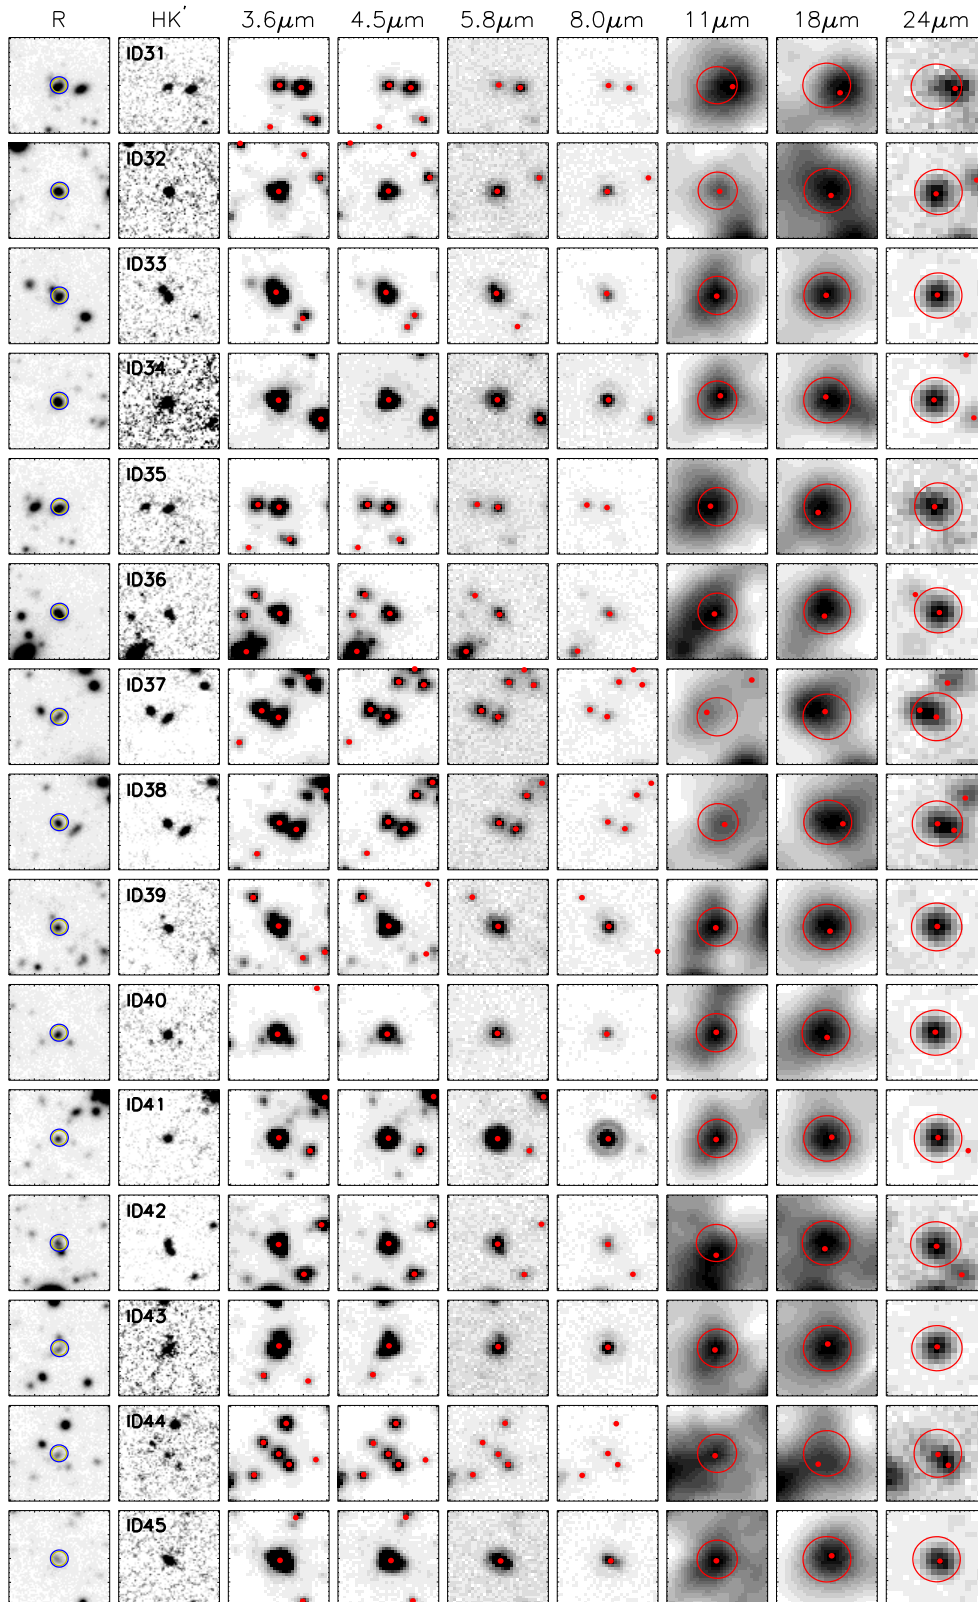 R HK′ 3.6μm 4.5μm 5.8μm 8.0μm 11μm 18μm 24μm
ID31
ID32
ID33
ID34
ID35
ID36
ID37
ID38
ID39
ID40
ID41
ID42
ID43
ID44
ID45